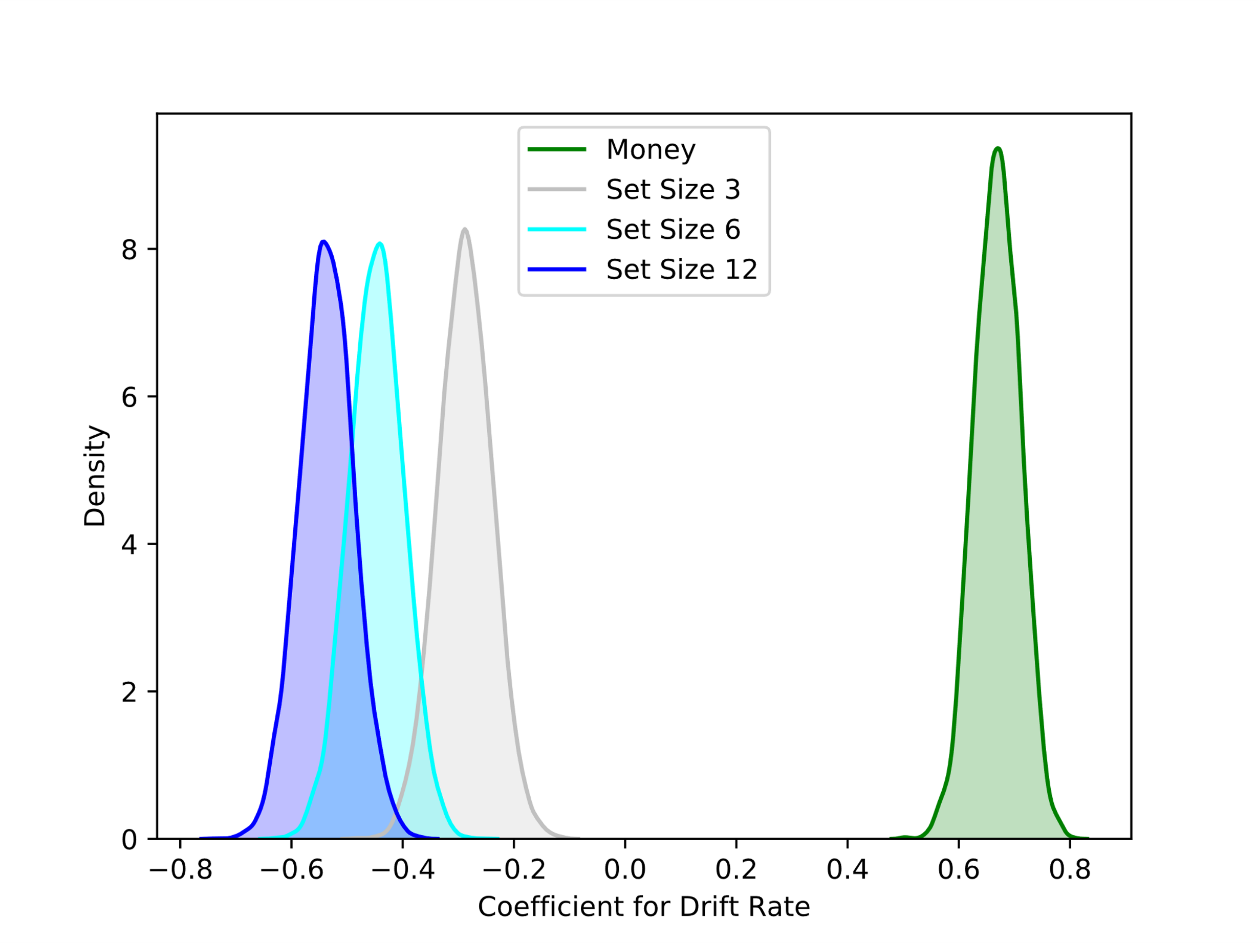 Money
Set Size 3
Set Size 6
Set Size 12
8
6
4
2
0
Density
−0.8 −0.6 −0.4 −0.2 0.0 0.2 0.4 0.6 0.8
Coefficient for Drift Rate